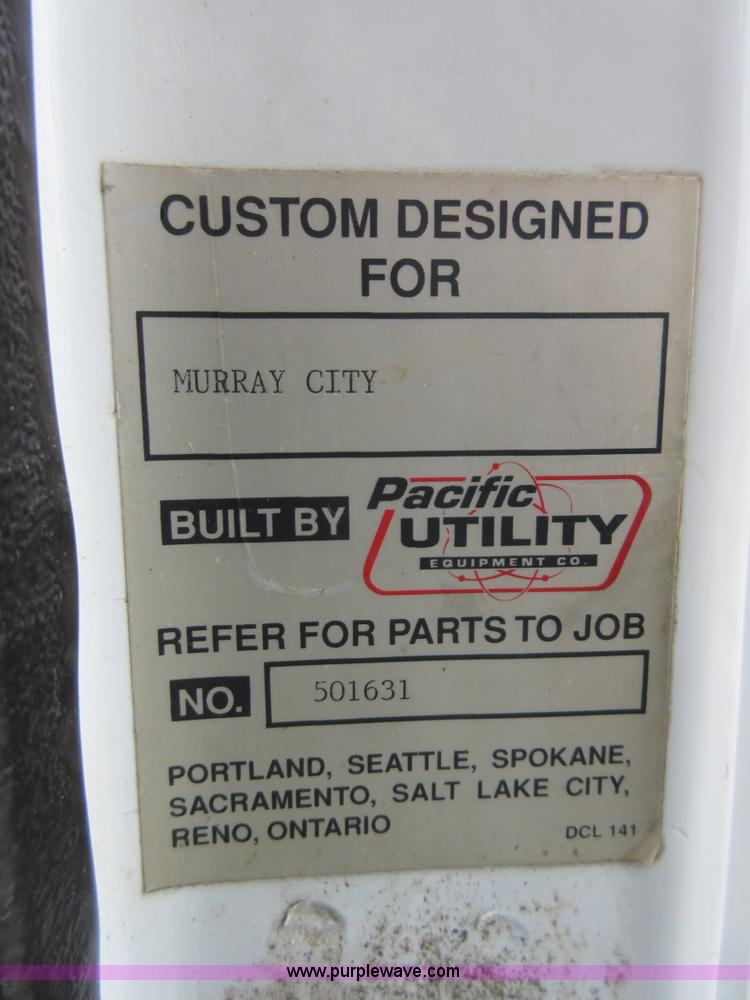 CUSTOM DESIGNED
FOR
MURRAY CITY
BUILT BY
Pacific
UTILITY
EQUIPMENT CO.
REFER FOR PARTS TO JOB
NO. 501631
PORTLAND, SEATTLE, SPOKANE,
SACRAMENTO, SALT LAKE CITY,
RENO, ONTARIO
DCL 141
www.purplewave.com